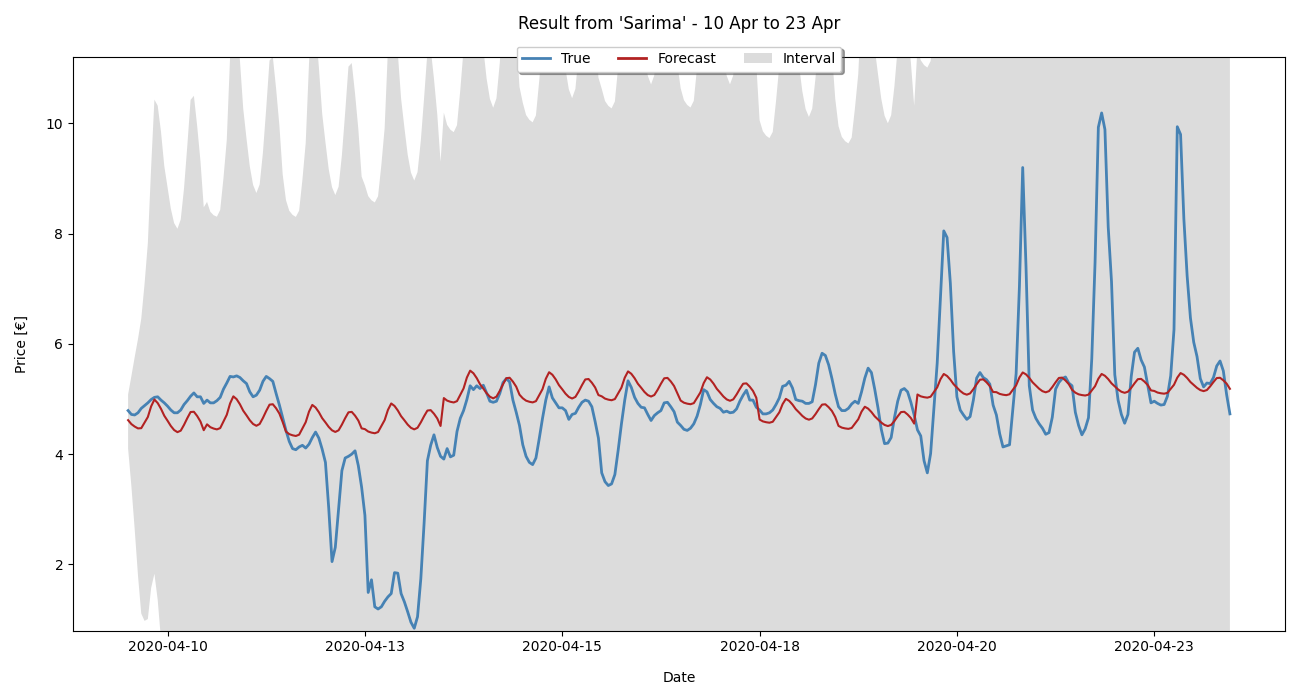 Result from 'Sarima' - 10 Apr to 23 Apr
True Forecast Interval
Price [€]
10
8
6
4
2
2020-04-10 2020-04-13 2020-04-15 2020-04-18 2020-04-20 2020-04-23
Date